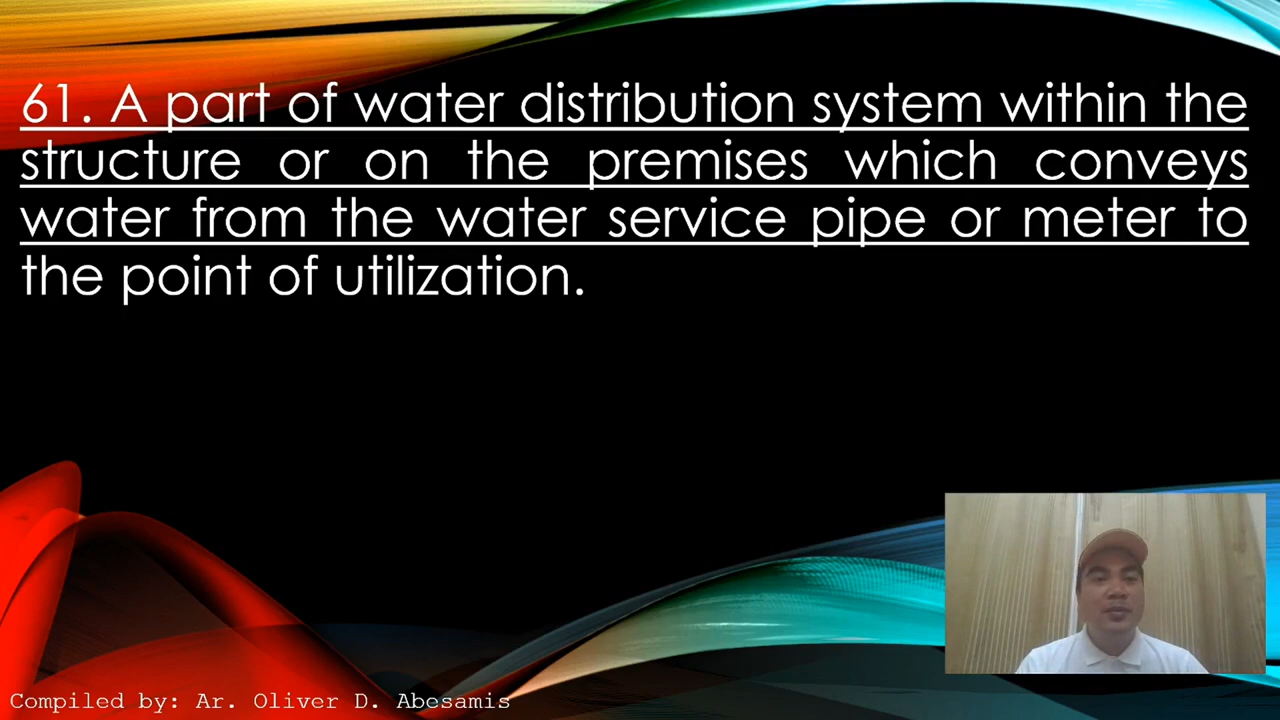 61. A part of water distribution system within the
structure or on the premises which conveys
water from the water service pipe or meter to
the point of utilization.
Compiled by: Ar. Oliver D. Abesamis